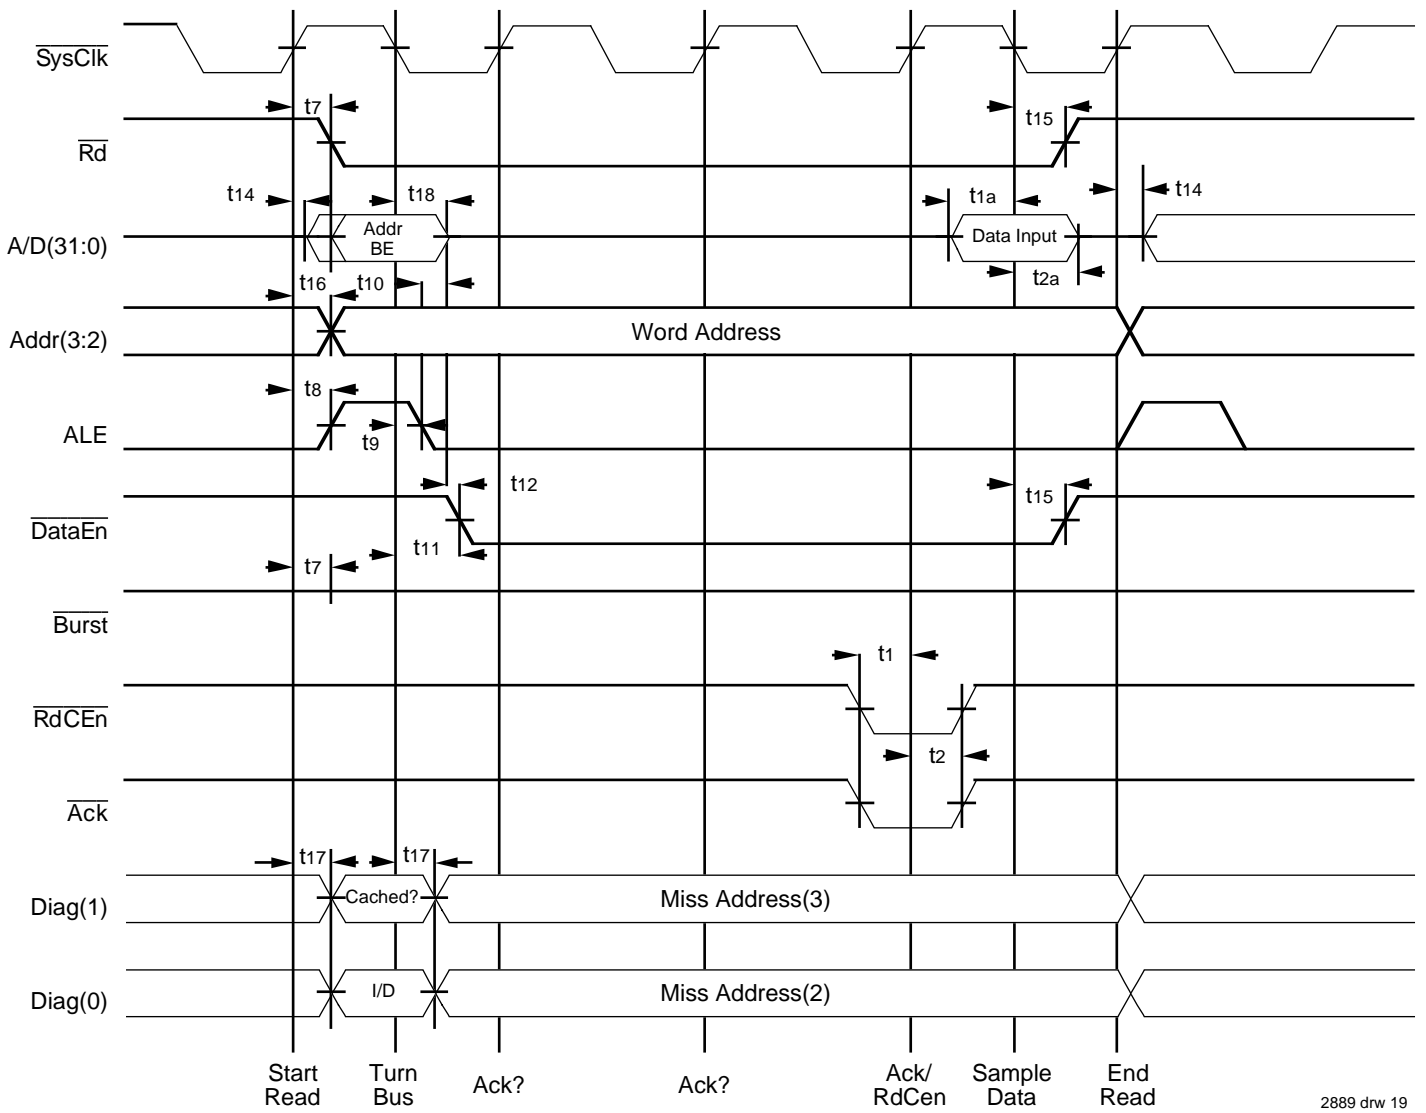 SysClk
t7
t15
Rd
t14
t18
t1a
t14
A/D(31:0)
Addr
BE
Data Input
t16
t10
t2a
Addr(3:2)
Word Address
t8
ALE
t9
t12
t15
DataEn
t11
t7
Burst
t1
RdCEn
t2
Ack
t17
t17
Diag(1)
Cached?
Miss Address(3)
Diag(0)
I/D
Miss Address(2)
Start
Read
Turn
Bus
Ack?
Ack?
Ack/
RdCen
Sample
Data
End
Read
2889 drw 19